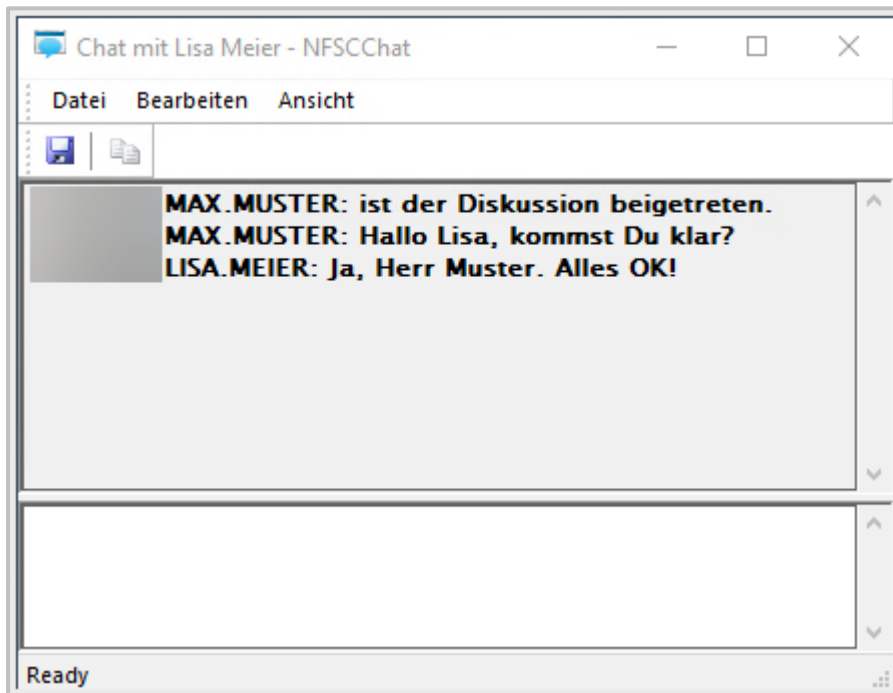 Chat mit Lisa Meier - NFSCChat
Datei Bearbeiten Ansicht
MAX.MUSTER: ist der Diskussion beigetreten.
MAX.MUSTER: Hallo Lisa, kommst Du klar?
LISA.MEIER: Ja, Herr Muster. Alles OK!
Ready